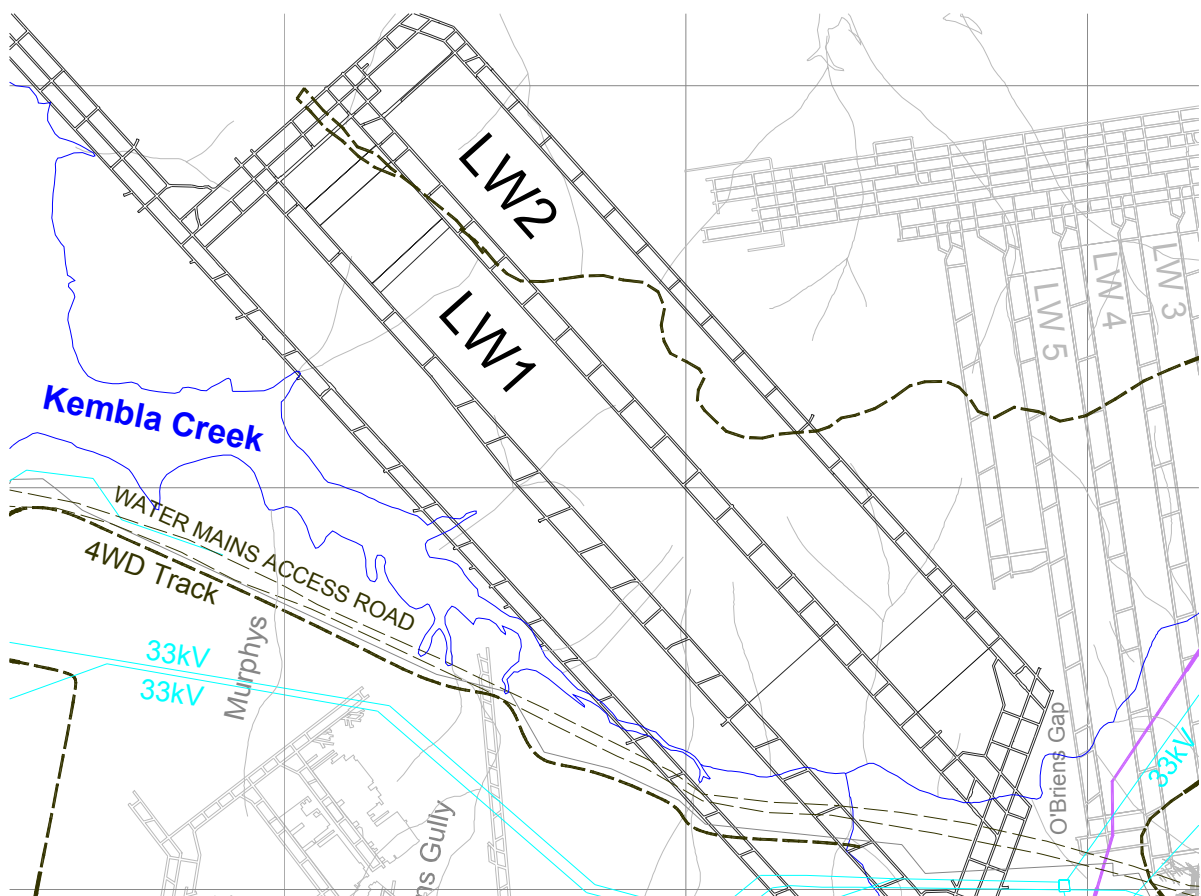 LW2
LW 3
LW 4
LW 5
LW1
Kembla Creek
WATER MAINS ACCESS ROAD
4WD Track
Murphys
33kV
33kV
O'Briens Gap
33kV
ns Gully